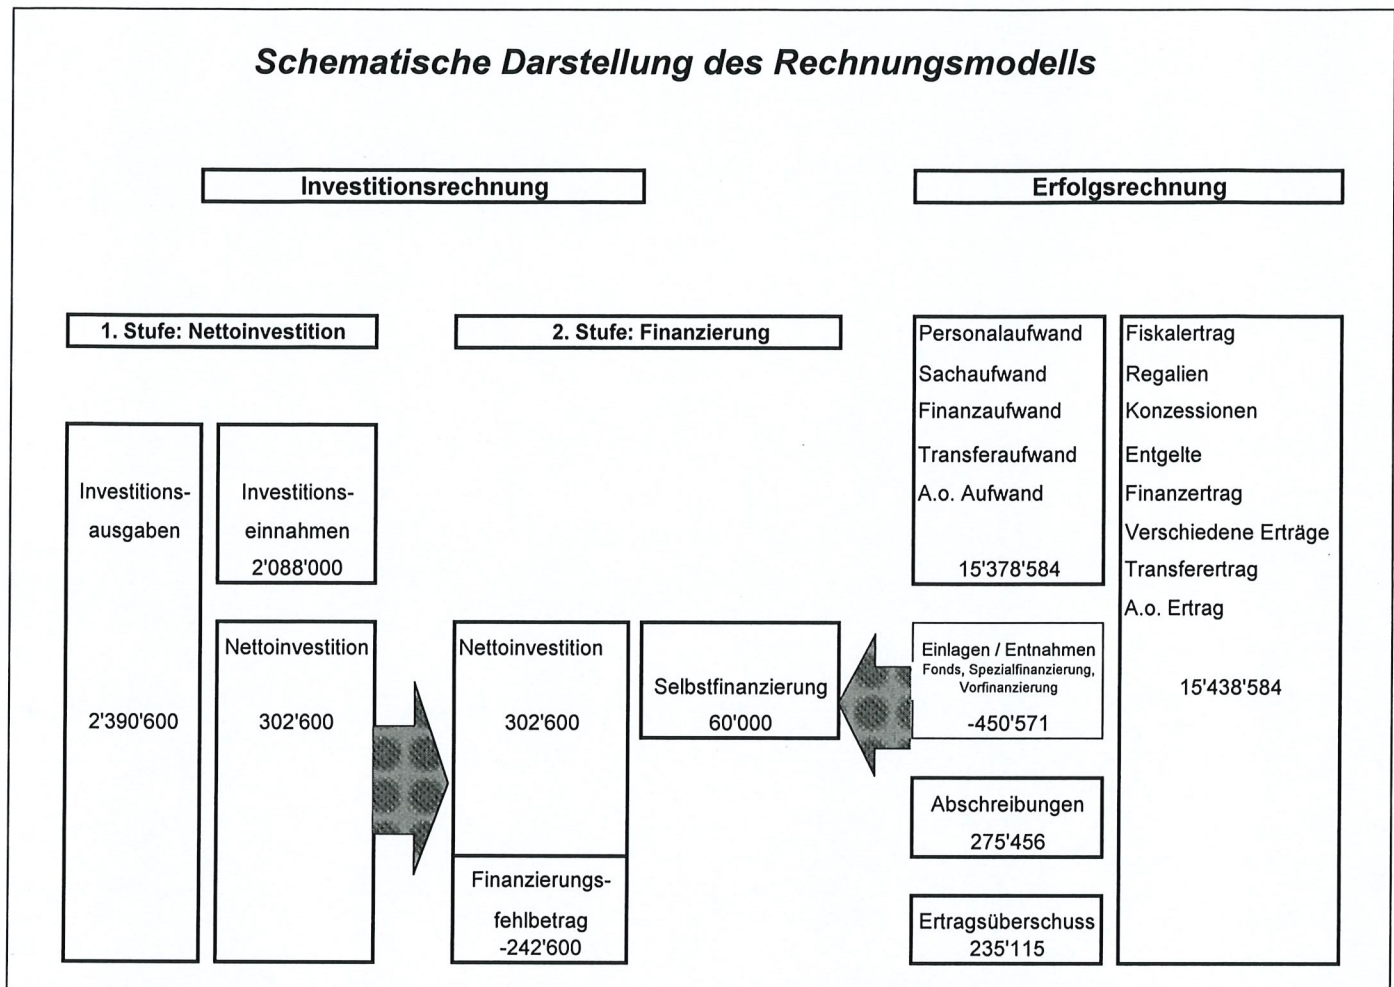 Schematische Darstellung des Rechnungsmodells
Investitionsrechnung
Erfolgsrechnung
1. Stufe: Nettoinvestition
2. Stufe: Finanzierung
Investitions-
ausgaben
2'390'600
Investitions-
einnahmen
2'088'000
Nettoinvestition
302'600
Nettoinvestition
302'600
Finanzierungs-
fehlbetrag
-242'600
Selbstfinanzierung
60'000
Personalaufwand
Sachaufwand
Finanzaufwand
Transferaufwand
A.o. Aufwand
15'378'584
Einlagen / Entnahmen
Fonds, Spezialfinanzierung,
Vorfinanzierung
-450'571
Abschreibungen
275'456
Ertragsüberschuss
235'115
Fiskalertrag
Regalien
Konzessionen
Entgelte
Finanzertrag
Verschiedene Erträge
Transferertrag
A.o. Ertrag
15'438'584